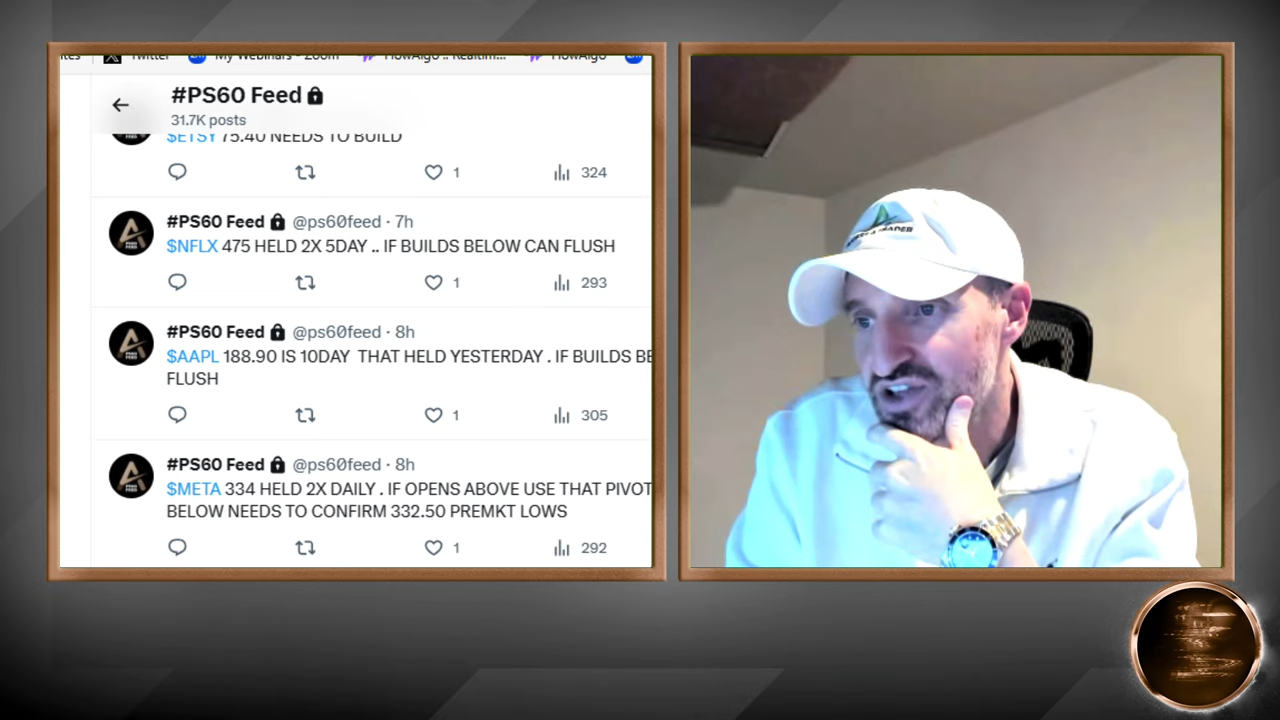 Twitter My Webinars - Zoom FlowAlgo :: Realtim... FlowAlgo
#PS60 Feed
31.7K posts
$ETSY 75.40 NEEDS TO BUILD
1 324
#PS60 Feed @ps60feed · 7h
$NFLX 475 HELD 2X 5DAY .. IF BUILDS BELOW CAN FLUSH
1 293
#PS60 Feed @ps60feed · 8h
$AAPL 188.90 IS 10DAY THAT HELD YESTERDAY . IF BUILDS BE
FLUSH
1 305
#PS60 Feed @ps60feed · 8h
$META 334 HELD 2X DAILY . IF OPENS ABOVE USE THAT PIVOT
BELOW NEEDS TO CONFIRM 332.50 PREMKT LOWS
1 292
TRADER